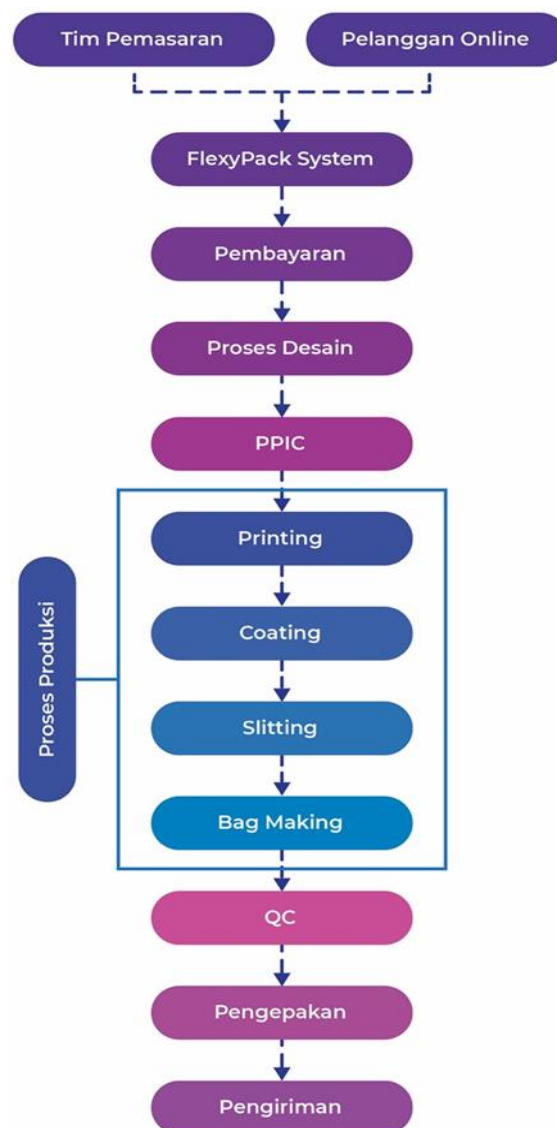 Tim Pemasaran
Pelanggan Online
FlexyPack System
Pembayaran
Proses Desain
PPIC
Proses Produksi
Printing
Coating
Slitting
Bag Making
QC
Pengepakan
Pengiriman